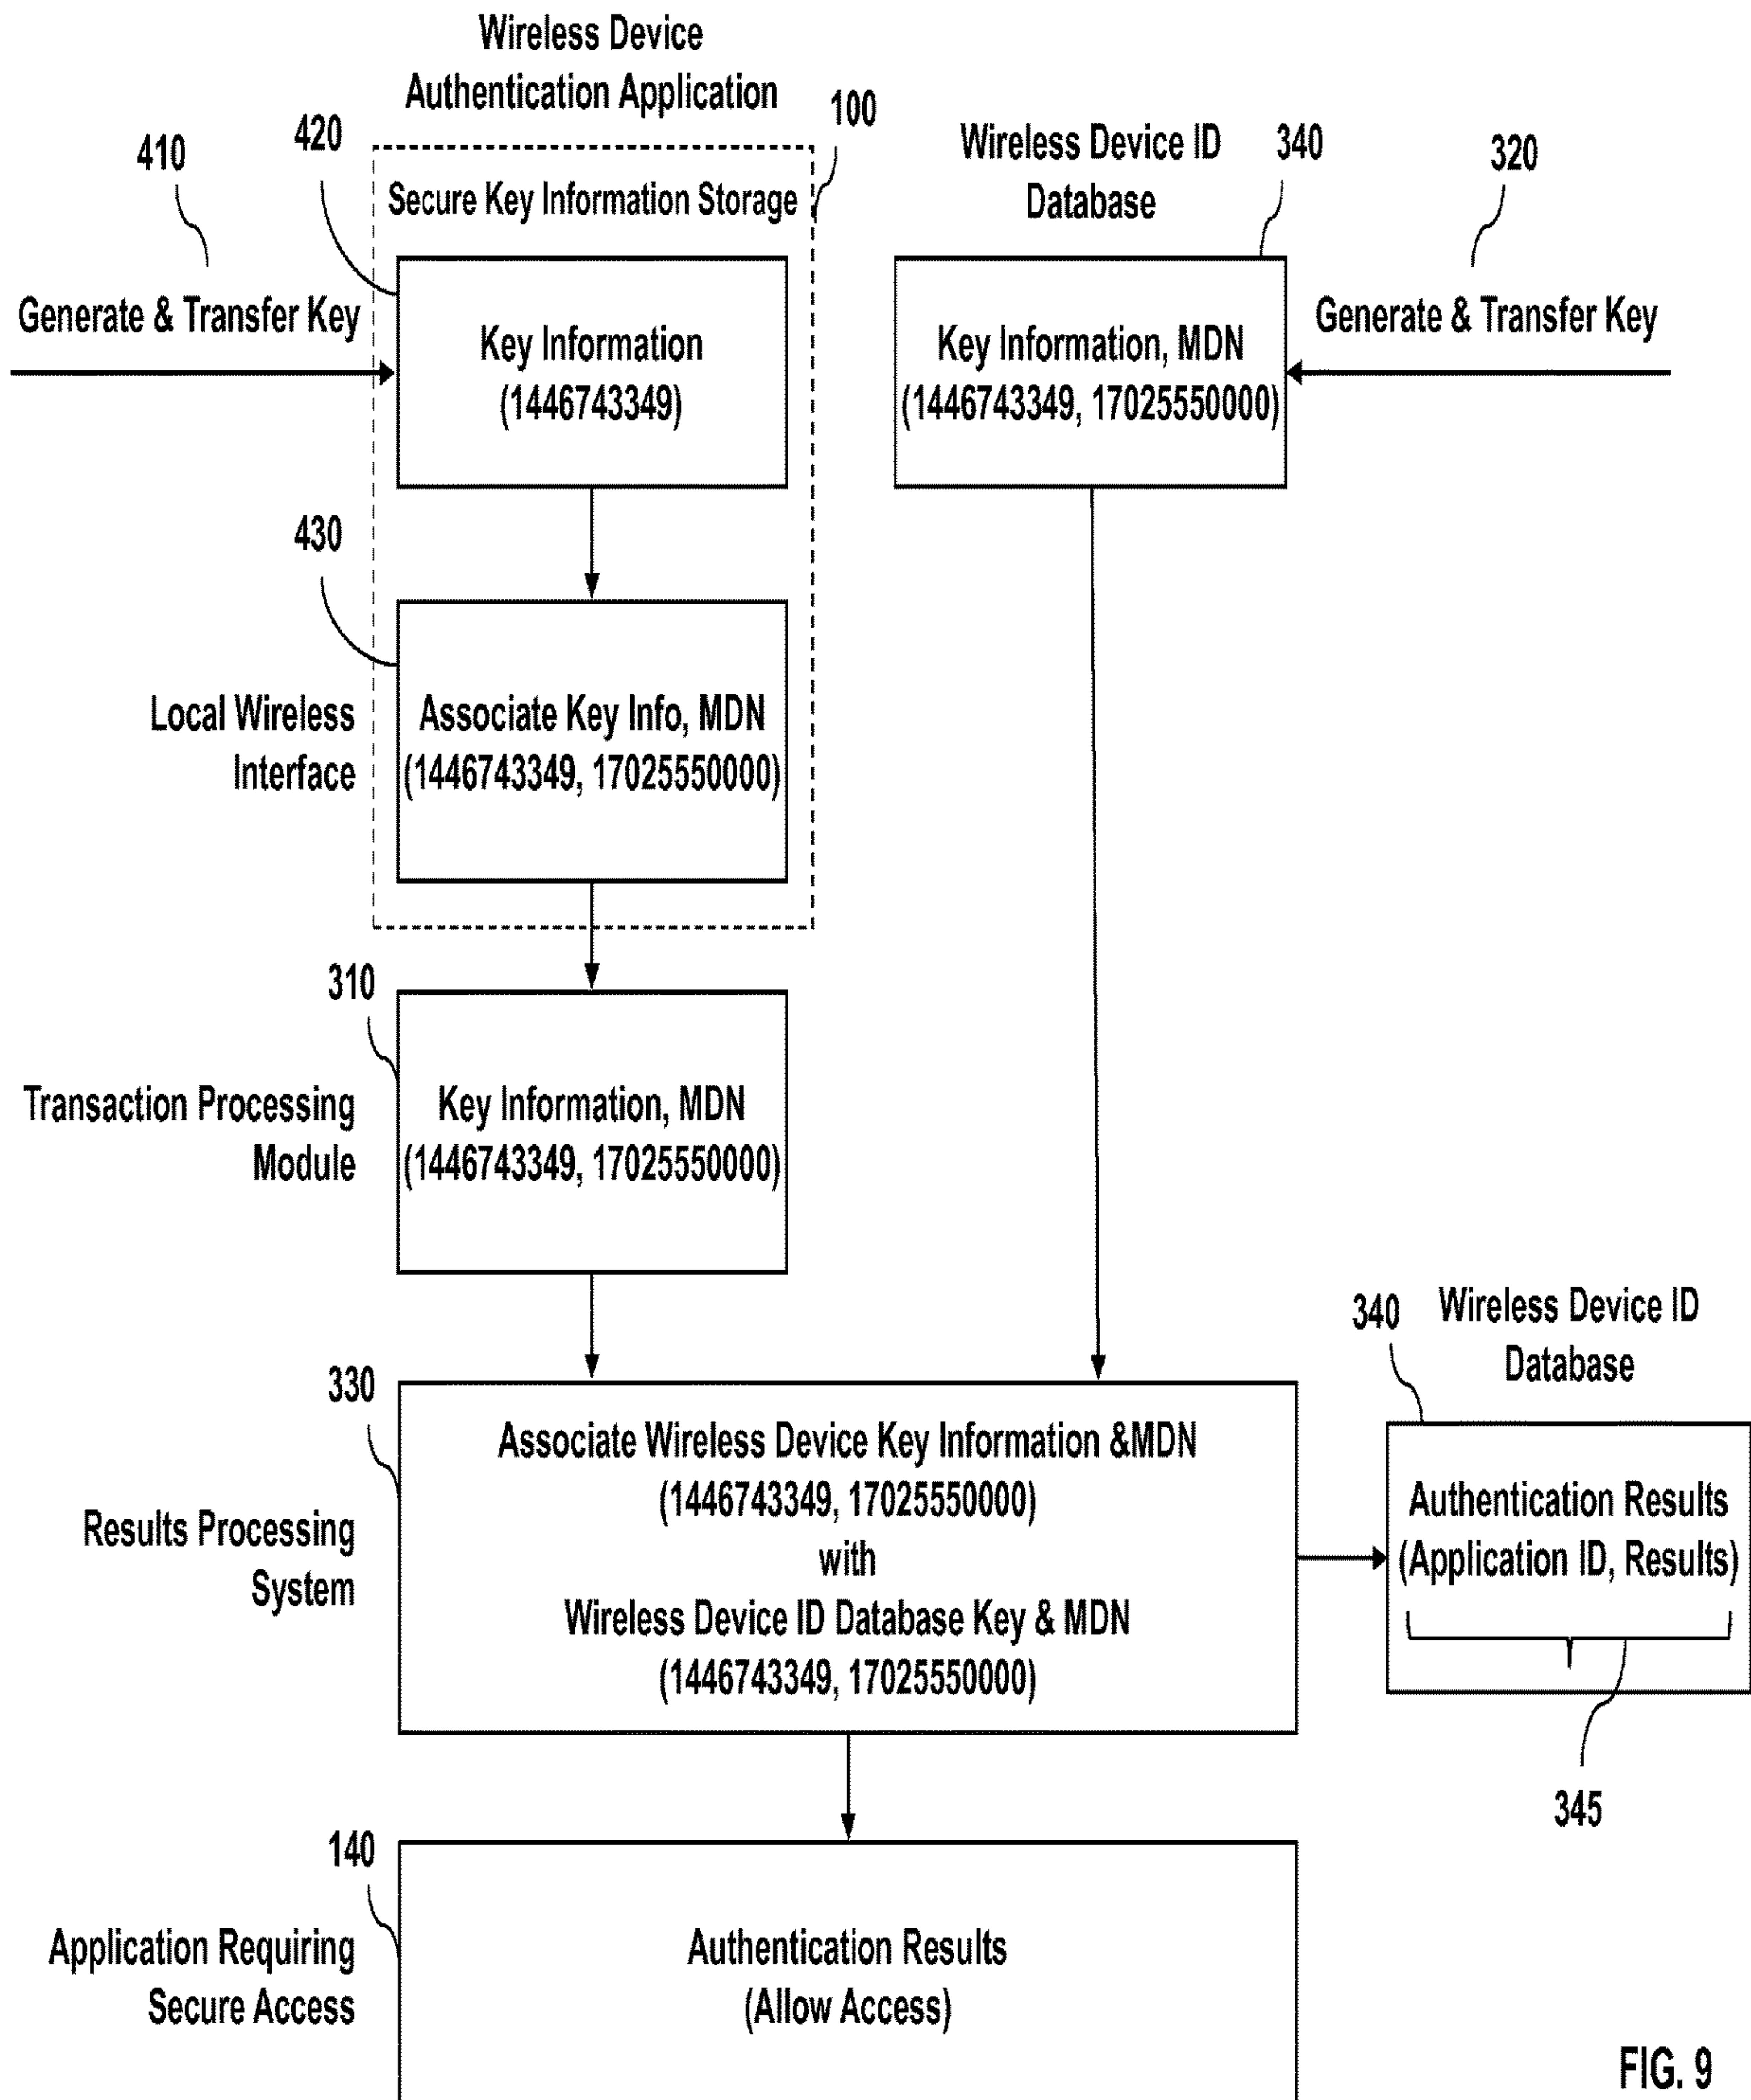 Wireless Device
Authentication Application
100
420
410
Secure Key Information Storage
Wireless Device ID
Database
340
320
Generate & Transfer Key
Key Information
(1446743349)
Key Information, MDN
(1446743349, 17025550000)
Generate & Transfer Key
430
Local Wireless
Interface
Associate Key Info, MDN
(1446743349, 17025550000)
310
Transaction Processing
Module
Key Information, MDN
(1446743349, 17025550000)
340
Wireless Device ID
Database
330
Results Processing
System
Associate Wireless Device Key Information &MDN
(1446743349, 17025550000)
with
Wireless Device ID Database Key & MDN
(1446743349, 17025550000)
Authentication Results
(Application ID, Results)
345
140
Application Requiring
Secure Access
Authentication Results
(Allow Access)
FIG. 9